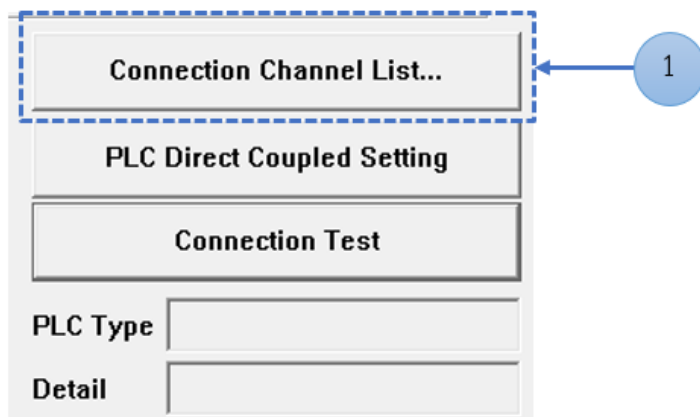 Connection Channel List...
1
PLC Direct Coupled Setting
Connection Test
PLC Type
Detail